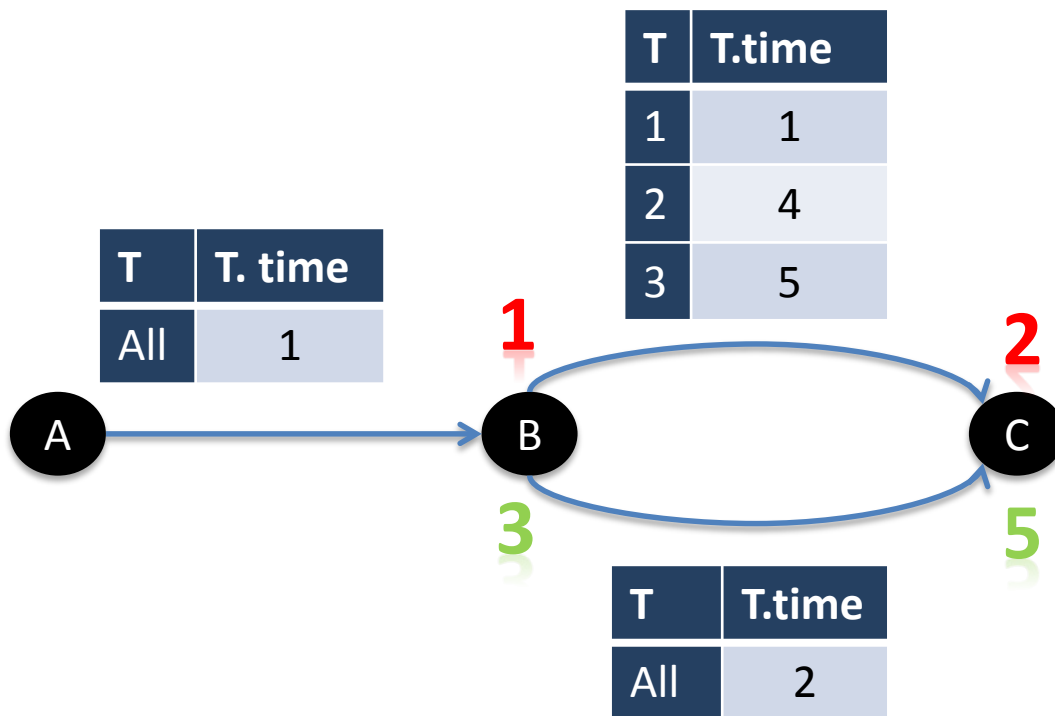 T T.time
1 1
2 4
3 5
T T. time
All 1
1 2
A B C
3 5
T T.time
All 2